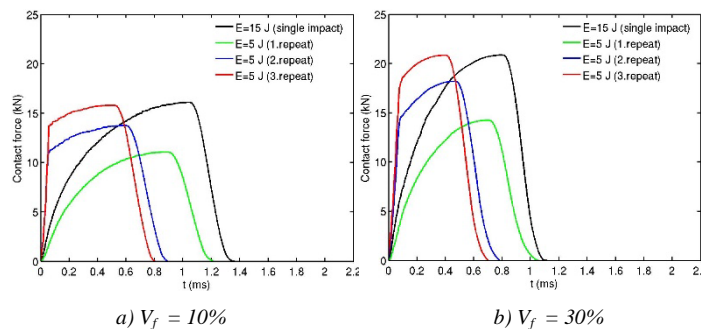 25
20
15
10
5
0
Contact force (kN)
E=15 J (single impact)
E=5 J (1.repeat)
E=5 J (2.repeat)
E=5 J (3.repeat)
0 0.2 0.4 0.6 0.8 1 1.2 1.4 1.6 1.8 2 2.2
t (ms)
a) V_f = 10%
25
20
15
10
5
0
Contact force (kN)
E=15 J (single impact)
E=5 J (1.repeat)
E=5 J (2.repeat)
E=5 J (3.repeat)
0 0.2 0.4 0.6 0.8 1 1.2 1.4 1.6 1.8 2 2.2
t (ms)
b) V_f = 30%